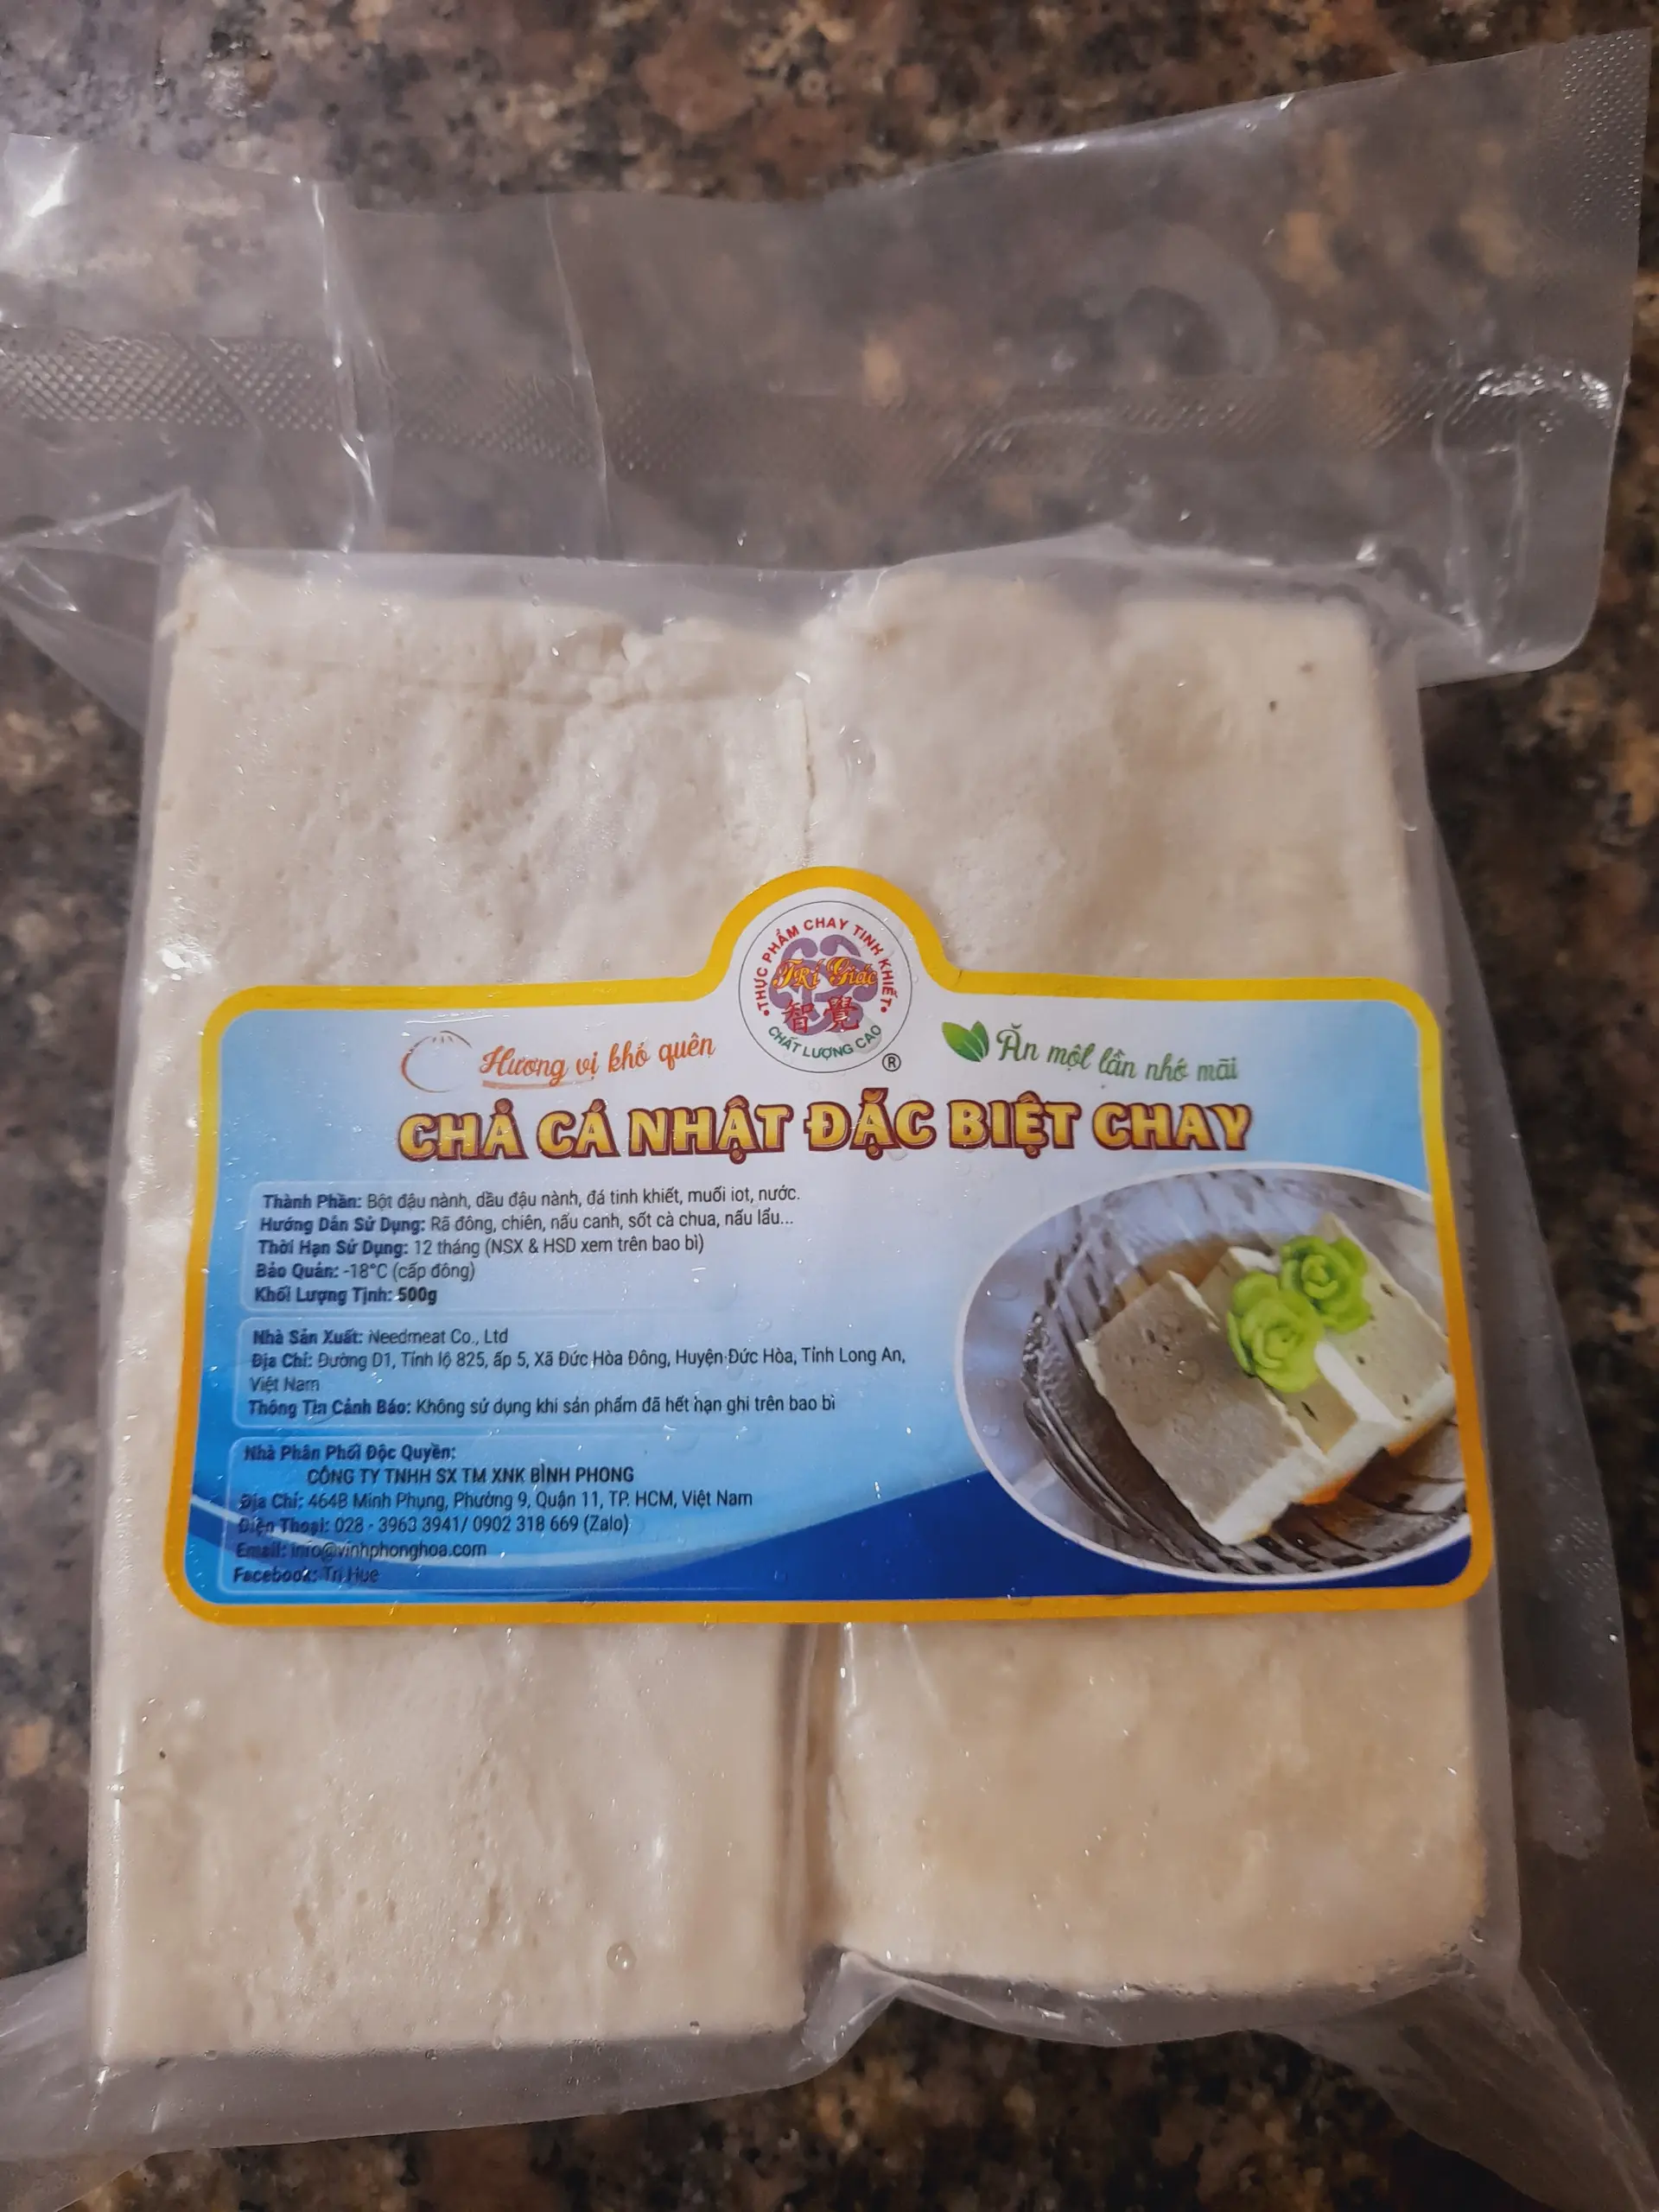 THỰC PHẨM CHAY TINH KHIẾT
Trí Giác
智覺
CHẤT LƯỢNG CAO
®
Hương vị khó quên
Ăn một lần nhớ mãi
CHẢ CÁ NHẬT ĐẶC BIỆT CHAY
Thành Phần: Bột đậu nành, dầu đậu nành, đá tinh khiết, muối iot, nước.
Hướng Dẫn Sử Dụng: Rã đông, chiên, nấu canh, sốt cà chua, nấu lẩu...
Thời Hạn Sử Dụng: 12 tháng (NSX & HSD xem trên bao bì)
Bảo Quản: -18°C (cấp đông)
Khối Lượng Tịnh: 500g
Nhà Sản Xuất: Needmeat Co., Ltd
Địa Chỉ: Đường D1, Tỉnh lộ 825, ấp 5, Xã Đức Hòa Đông, Huyện Đức Hòa, Tỉnh Long An,
Việt Nam
Thông Tin Cảnh Báo: Không sử dụng khi sản phẩm đã hết hạn ghi trên bao bì
Nhà Phân Phối Độc Quyền:
CÔNG TY TNHH SX TM XNK BÌNH PHONG
Địa Chỉ: 464B Minh Phụng, Phường 9, Quận 11, TP. HCM, Việt Nam
Điện Thoại: 028 - 3963 3941/ 0902 318 669 (Zalo)
Email: info@vinhphonghoa.com
Facebook: Tri Hue